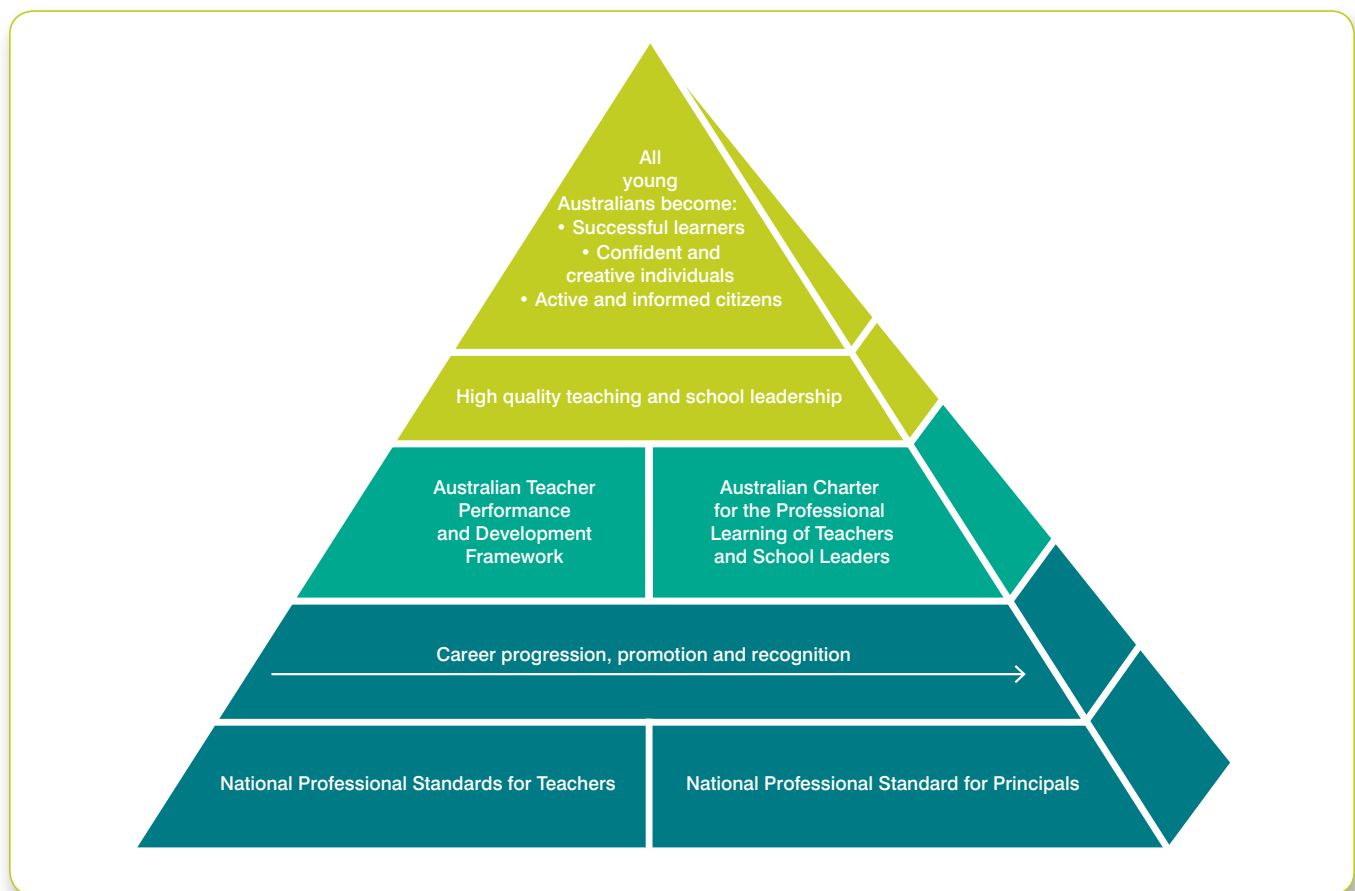 All
young
Australians become:
• Successful learners
• Confident and
creative individuals
• Active and informed citizens
High quality teaching and school leadership
Australian Teacher
Performance
and Development
Framework
Australian Charter
for the Professional
Learning of Teachers
and School Leaders
Career progression, promotion and recognition
National Professional Standards for Teachers
National Professional Standard for Principals